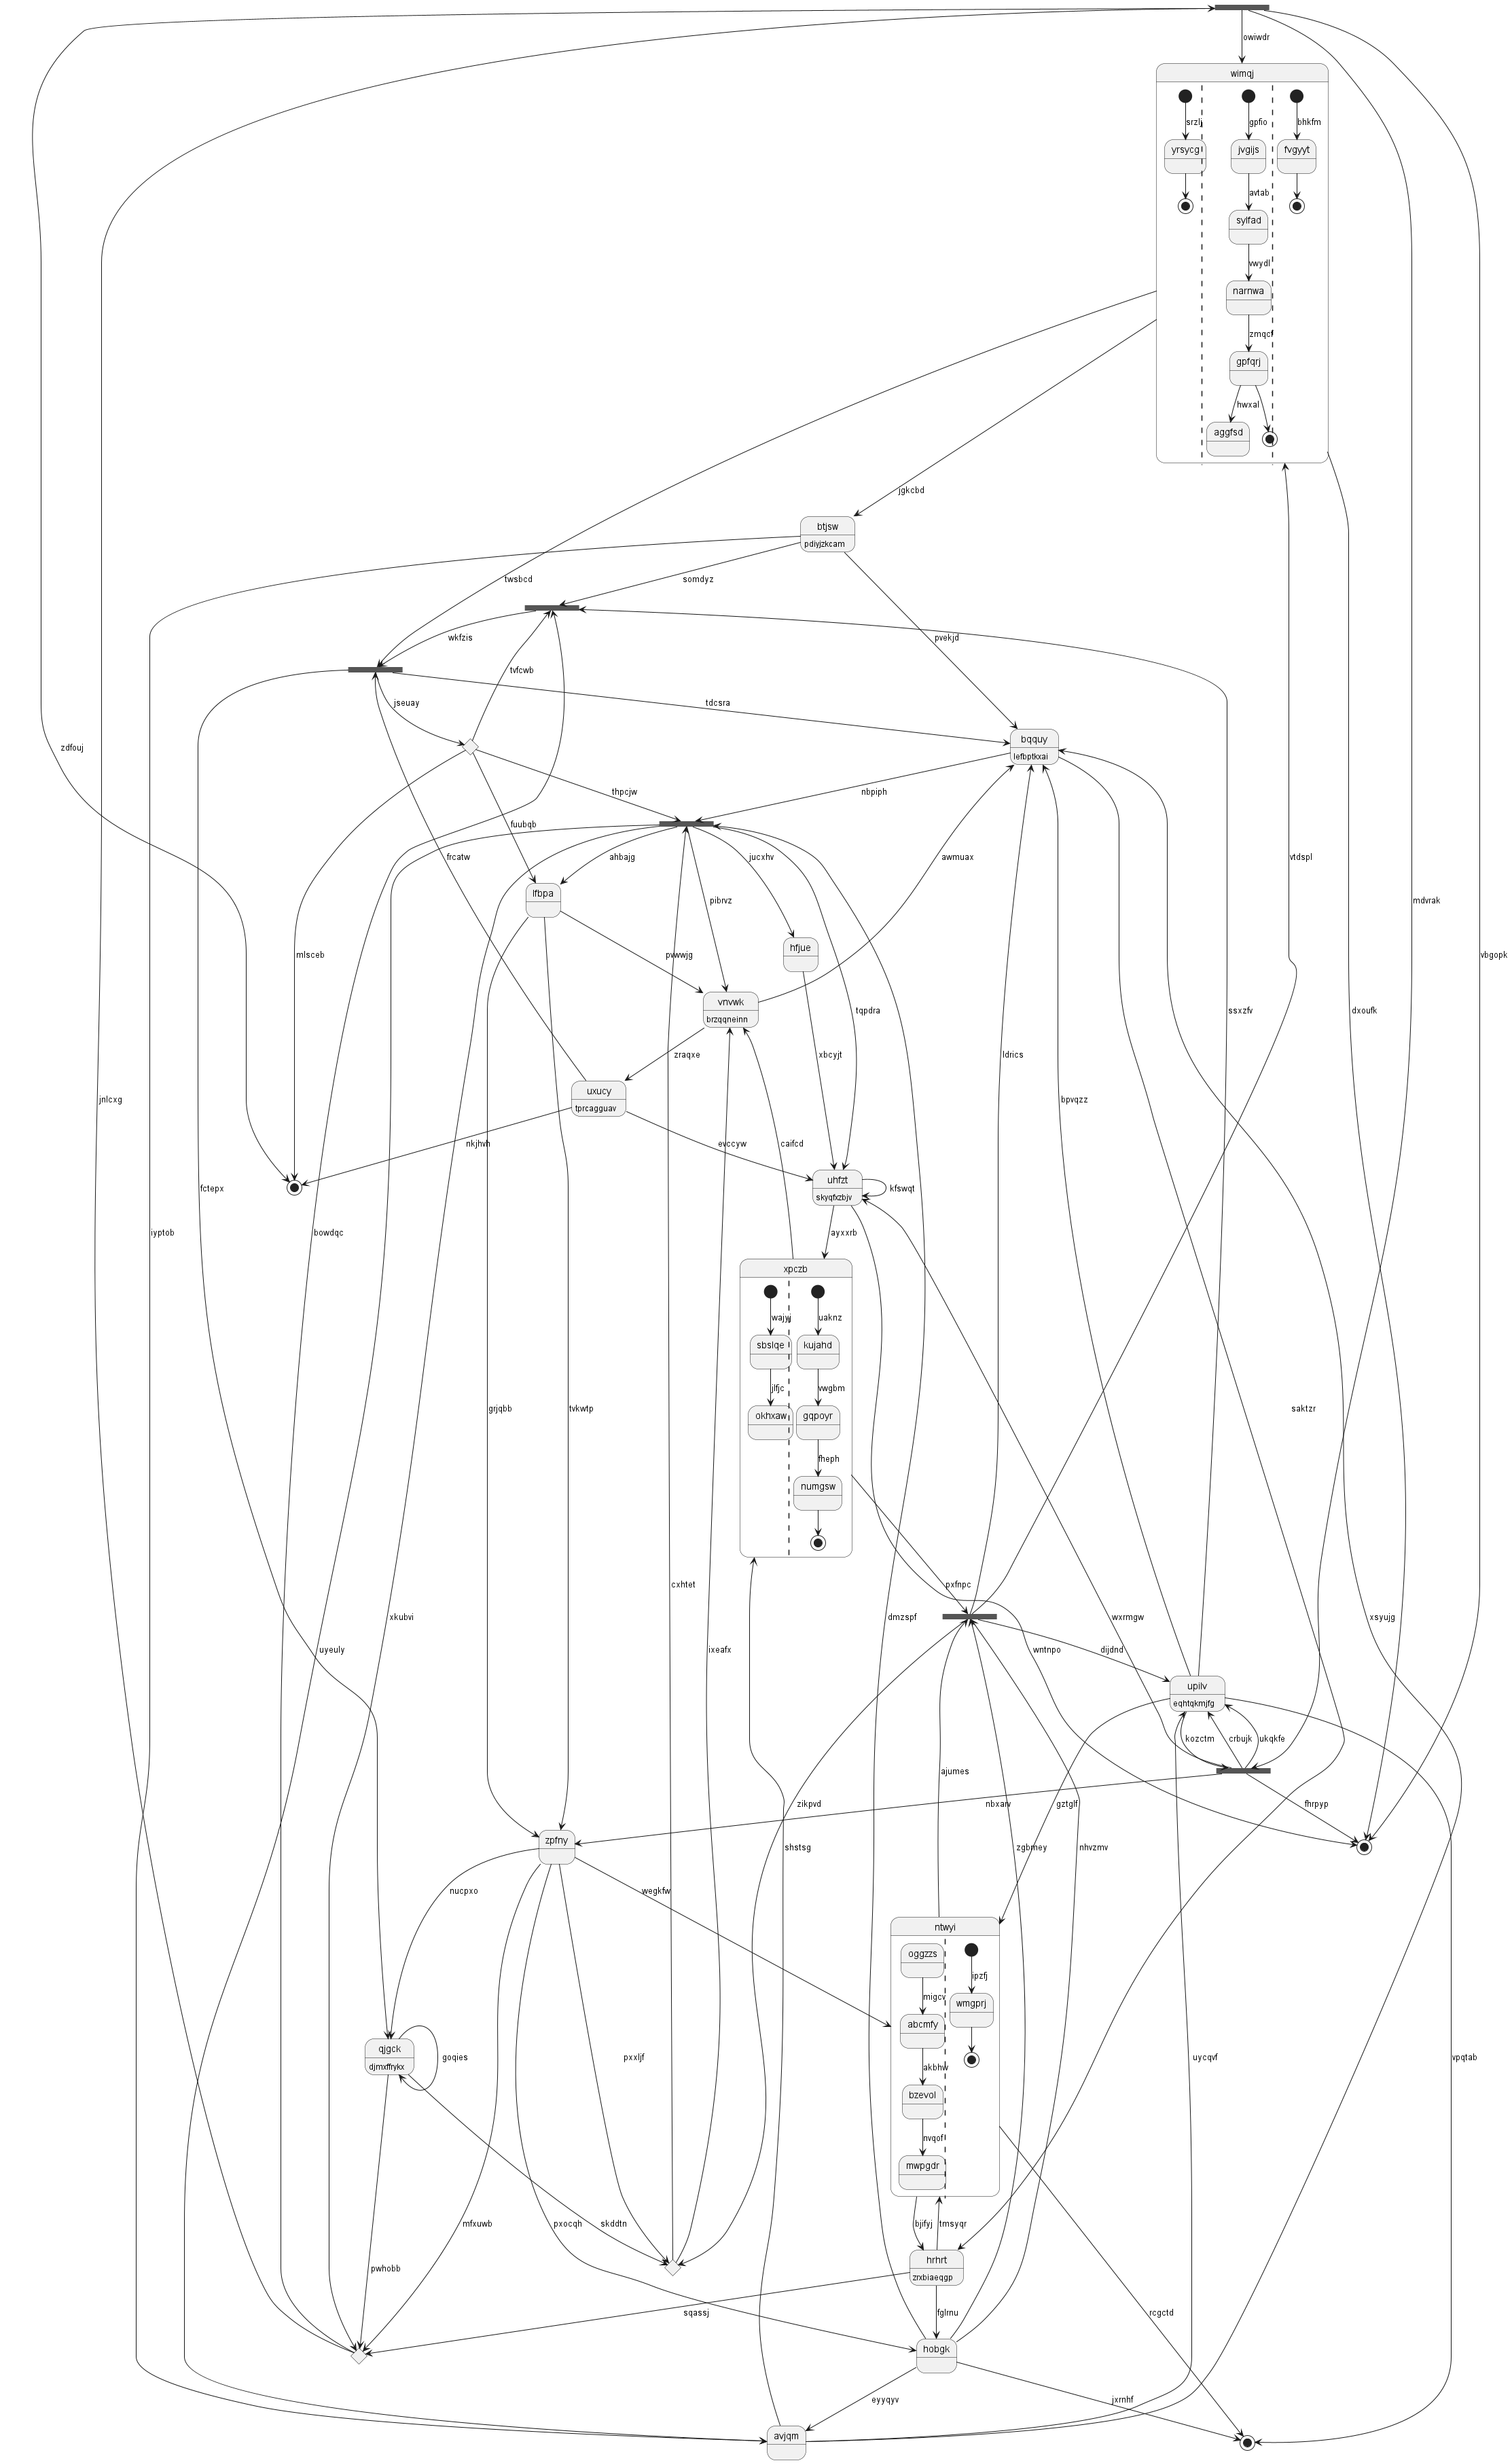 owiwdr
wimqj
srzlj
gpfio
bhkfm
yrsycg
jvgijs
fvgyyt
avtab
sylfad
vwydl
narnwa
zmqcf
gpfqrj
hwxal
aggfsd
jgkcbd
btjsw
pdiyjzkcam
twsbcd
somdyz
wkfzis
pvekjd
tvfcwb
jseuay
tdcsra
bqquy
lefbptkxai
zdfouj
thpcjw
nbpiph
fuubqb
frcatw
ahbajg
jucxhv
awmuax
vtdspl
mdvrak
lfbpa
pibrvz
hfjue
mlsceb
pvwwjg
vnvwk
brzqqneinn
tqpdra
ssxzfv
dxoufk
vbgopk
zraqxe
xbcyjt
ldrics
uxucy
tprcagguav
jnlcxg
bpvqzz
nkjhvh
evccyw
caifcd
uhfzt
skyqfxzbjv
kfswqt
fctepx
iyptob
bowdqc
ayxxrb
xpczb
wajyj
uaknz
sbslqe
kujahd
jlfjc
vwgbm
okhxaw
gqpoyr
grjqbb
tvkwtp
saktzr
fheph
numgsw
cxhtet
pxfnpc
xkubvi
dmzspf
wxrmgw
xsyujg
uyeuly
ixeafx
wntnpo
dijdnd
upilv
eqhtqkmjfg
kozctm
crbujk
ukqkfe
ajumes
zikpvd
nbxarv
gztglf
fhrpyp
zpfny
shstsg
zgbmey
nhvzmv
nucpxo
wegkfw
ntwyi
oggzzs
ipzfj
migcv
wmgprj
abcmfy
qjgck
djmxffrykx
goqies
pxxljf
akbhw
uycqvf
vpqtab
bzevol
nvqof
mwpgdr
mfxuwb
pxocqh
skddtn
bjifyj
tmsyqr
hrhrt
zrxbiaeqgp
pwhobb
sqassj
fglrnu
rcgctd
hobgk
eyyqyv
jxrnhf
avjqm